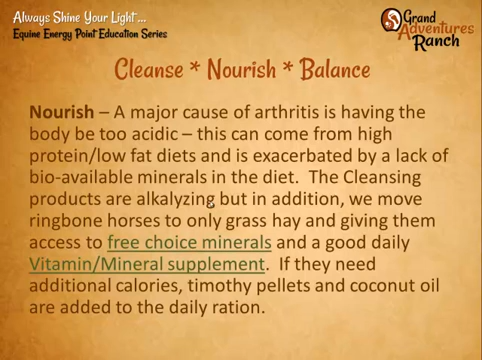 Always Shine Your Light...
Equine Energy Point Education Series
Grand
Adventures
Ranch
Cleanse * Nourish * Balance
Nourish – A major cause of arthritis is having the
body be too acidic – this can come from high
protein/low fat diets and is exacerbated by a lack of
bio-available minerals in the diet.  The Cleansing
products are alkalyzing but in addition, we move
ringbone horses to only grass hay and giving them
access to free choice minerals and a good daily
Vitamin/Mineral supplement.  If they need
additional calories, timothy pellets and coconut oil
are added to the daily ration.